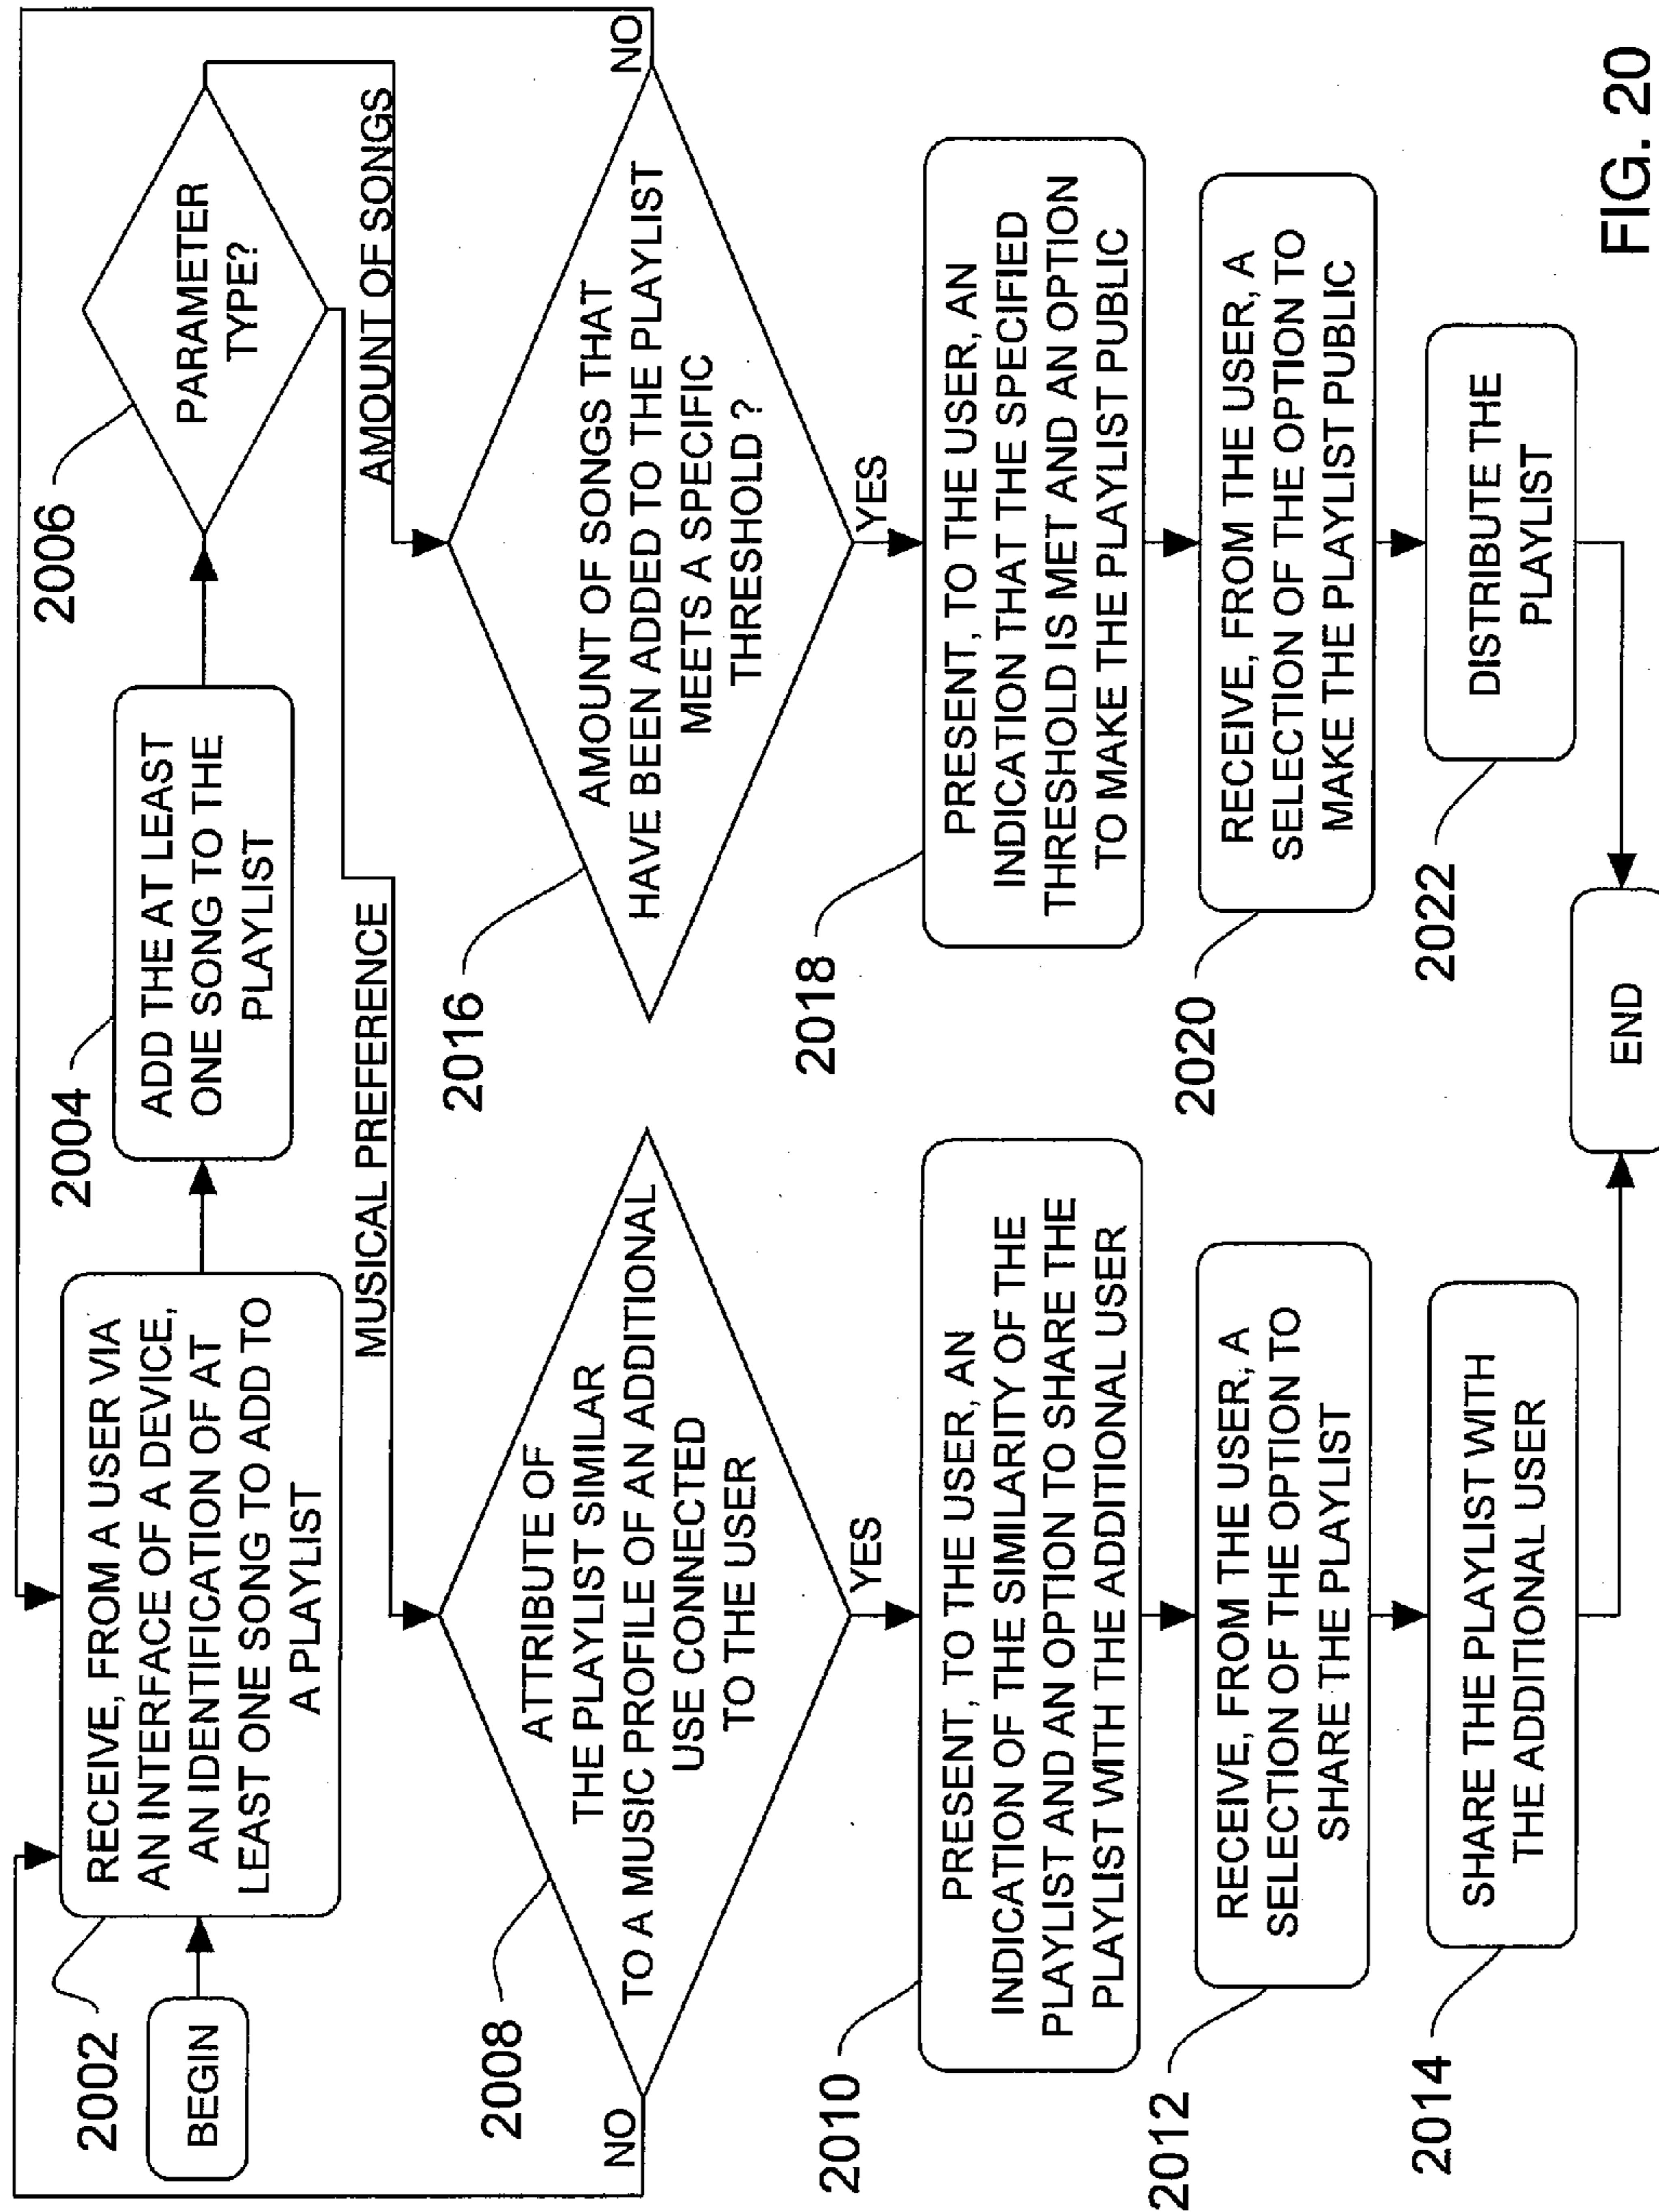 BEGIN
2002
RECEIVE, FROM A USER VIA
AN INTERFACE OF A DEVICE,
AN IDENTIFICATION OF AT
LEAST ONE SONG TO ADD TO
A PLAYLIST
2004
ADD THE AT LEAST
ONE SONG TO THE
PLAYLIST
2006
PARAMETER
TYPE?
MUSICAL PREFERENCE
AMOUNT OF SONGS
NO
2008
ATTRIBUTE OF
THE PLAYLIST SIMILAR
TO A MUSIC PROFILE OF AN ADDITIONAL
USE CONNECTED
TO THE USER
YES
2010
PRESENT, TO THE USER, AN
INDICATION OF THE SIMILARITY OF THE
PLAYLIST AND AN OPTION TO SHARE THE
PLAYLIST WITH THE ADDITIONAL USER
2012
RECEIVE, FROM THE USER, A
SELECTION OF THE OPTION TO
SHARE THE PLAYLIST
2014
SHARE THE PLAYLIST WITH
THE ADDITIONAL USER
2016
AMOUNT OF SONGS THAT
HAVE BEEN ADDED TO THE PLAYLIST
MEETS A SPECIFIC
THRESHOLD ?
NO
YES
2018
PRESENT, TO THE USER, AN
INDICATION THAT THE SPECIFIED
THRESHOLD IS MET AND AN OPTION
TO MAKE THE PLAYLIST PUBLIC
2020
RECEIVE, FROM THE USER, A
SELECTION OF THE OPTION TO
MAKE THE PLAYLIST PUBLIC
2022
DISTRIBUTE THE
PLAYLIST
END
FIG. 20